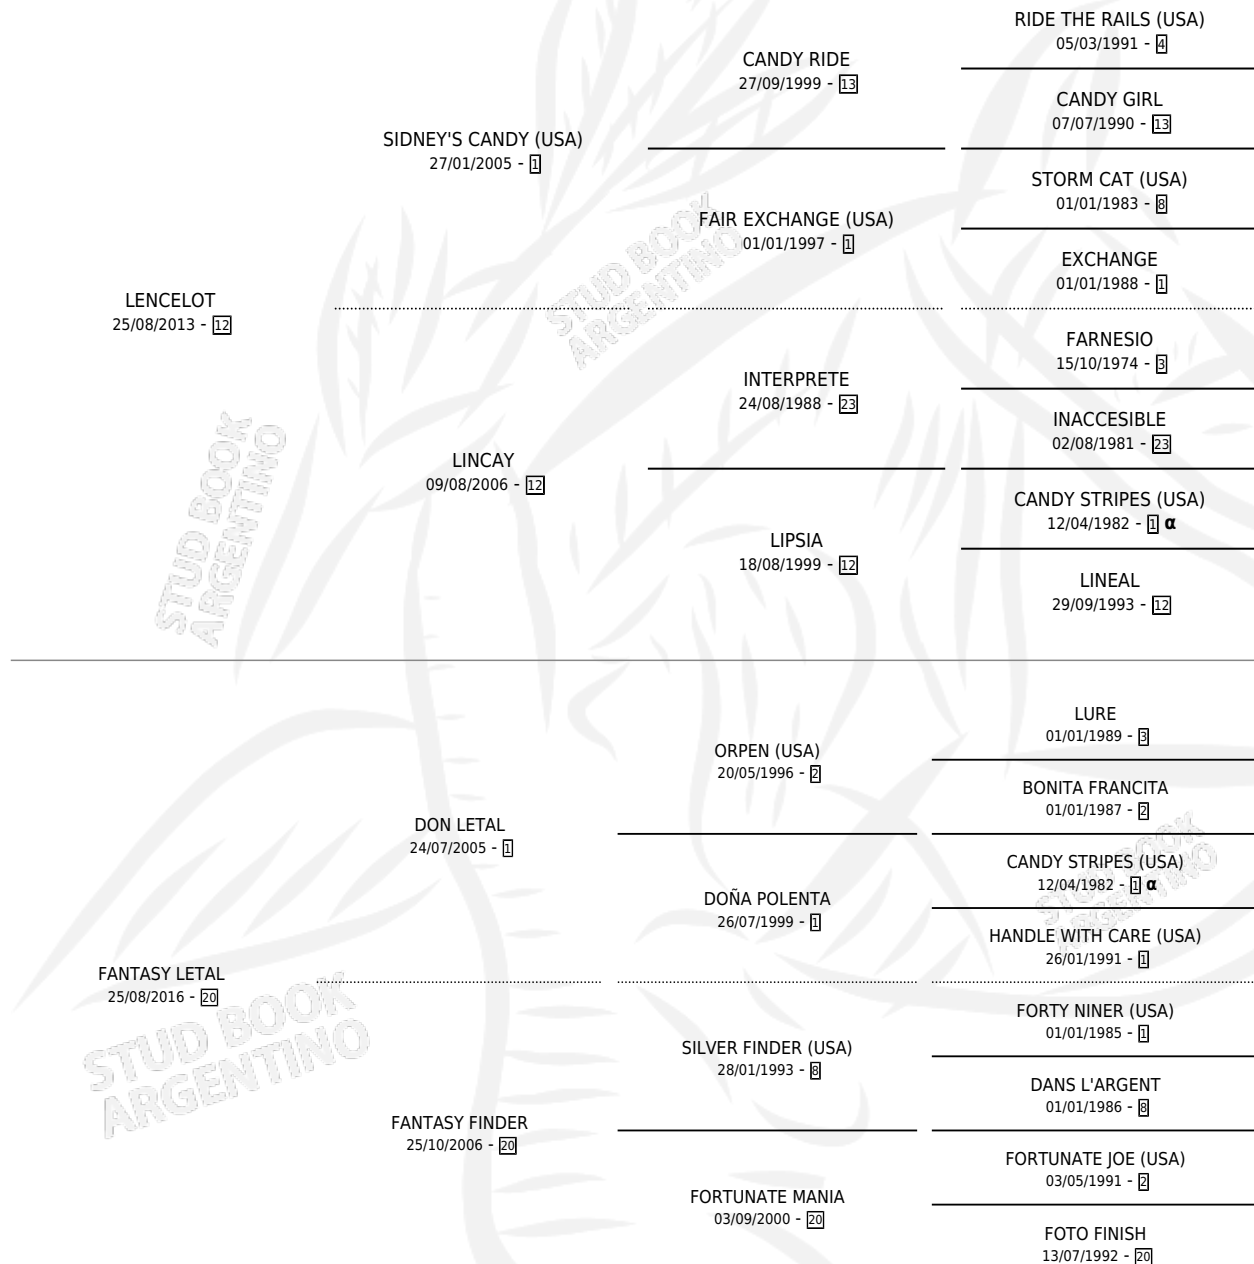 RIDE THE RAILS (USA)
05/03/1991 - 4
CANDY RIDE
27/09/1999 - 13
CANDY GIRL
07/07/1990 - 13
SIDNEY'S CANDY (USA)
27/01/2005 - 1
STORM CAT (USA)
01/01/1983 - 8
FAIR EXCHANGE (USA)
01/01/1997 - 1
EXCHANGE
01/01/1988 - 1
LENCELOT
25/08/2013 - 12
FARNESIO
15/10/1974 - 3
INTERPRETE
24/08/1988 - 23
INACCESIBLE
02/08/1981 - 23
LINCAY
09/08/2006 - 12
CANDY STRIPES (USA)
12/04/1982 - 1 α
LIPSIA
18/08/1999 - 12
LINEAL
29/09/1993 - 12
LURE
01/01/1989 - 3
ORPEN (USA)
20/05/1996 - 2
BONITA FRANCITA
01/01/1987 - 2
DON LETAL
24/07/2005 - 1
CANDY STRIPES (USA)
12/04/1982 - 1 α
DOÑA POLENTA
26/07/1999 - 1
HANDLE WITH CARE (USA)
26/01/1991 - 1
FANTASY LETAL
25/08/2016 - 20
FORTY NINER (USA)
01/01/1985 - 1
SILVER FINDER (USA)
28/01/1993 - 8
DANS L'ARGENT
01/01/1986 - 8
FANTASY FINDER
25/10/2006 - 20
FORTUNATE JOE (USA)
03/05/1991 - 2
FORTUNATE MANIA
03/09/2000 - 20
FOTO FINISH
13/07/1992 - 20
STUD BOOK
ARGENTINO
STUD BOOK
ARGENTINO
STUD BOOK
ARGENTINO
STUD BOOK
ARGENTINO